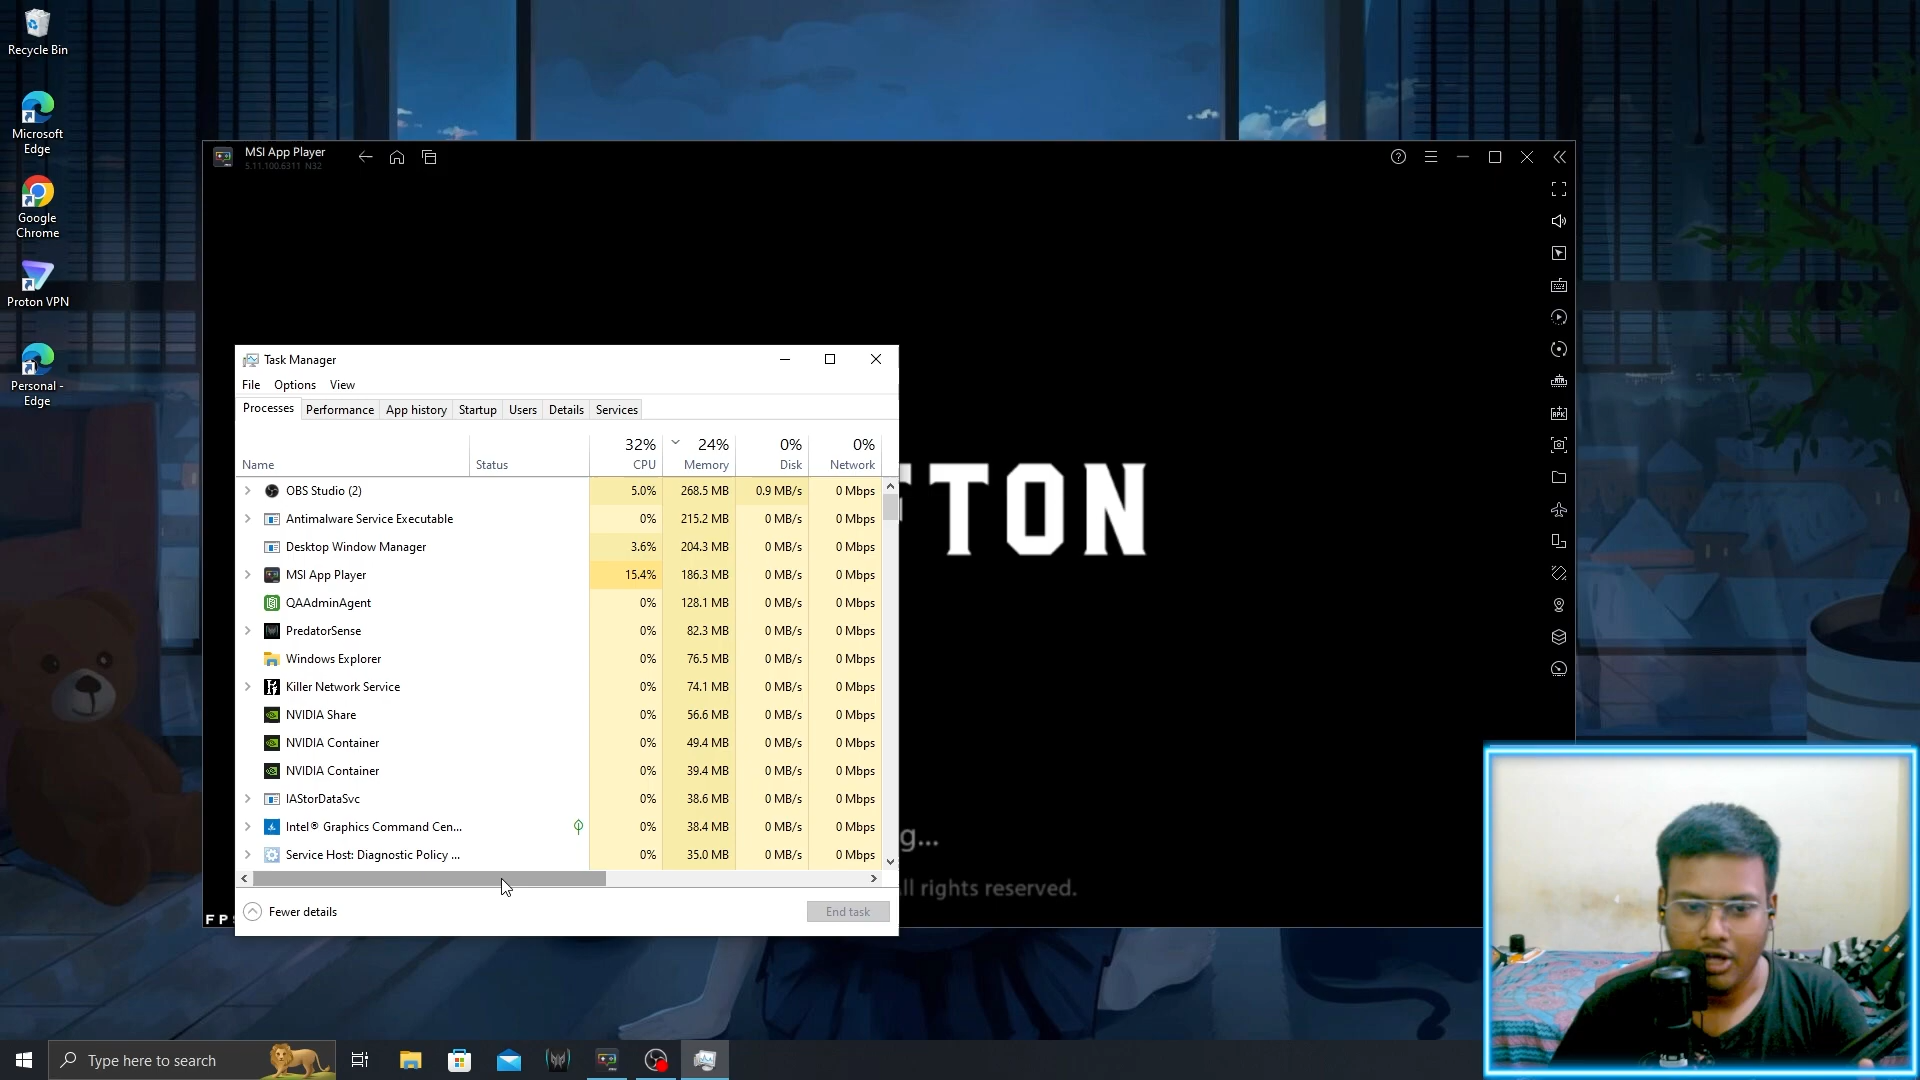 Recycle Bin
Microsoft
Edge
Google
Chrome
Proton VPN
Personal -
Edge
MSI App Player
5.11.100.6311 N32
TON
g...
ll rights reserved.
FP
Task Manager
File Options View
Processes Performance App history Startup Users Details Services
32% 24% 0% 0%
Name Status CPU Memory Disk Network
OBS Studio (2) 5.0% 268.5 MB 0.9 MB/s 0 Mbps
Antimalware Service Executable 0% 215.2 MB 0 MB/s 0 Mbps
Desktop Window Manager 3.6% 204.3 MB 0 MB/s 0 Mbps
MSI App Player 15.4% 186.3 MB 0 MB/s 0 Mbps
QAAdminAgent 0% 128.1 MB 0 MB/s 0 Mbps
PredatorSense 0% 82.3 MB 0 MB/s 0 Mbps
Windows Explorer 0% 76.5 MB 0 MB/s 0 Mbps
Killer Network Service 0% 74.1 MB 0 MB/s 0 Mbps
NVIDIA Share 0% 56.6 MB 0 MB/s 0 Mbps
NVIDIA Container 0% 49.4 MB 0 MB/s 0 Mbps
NVIDIA Container 0% 39.4 MB 0 MB/s 0 Mbps
IAStorDataSvc 0% 38.6 MB 0 MB/s 0 Mbps
Intel® Graphics Command Cen... 0% 38.4 MB 0 MB/s 0 Mbps
Service Host: Diagnostic Policy ... 0% 35.0 MB 0 MB/s 0 Mbps
Fewer details End task
Type here to search